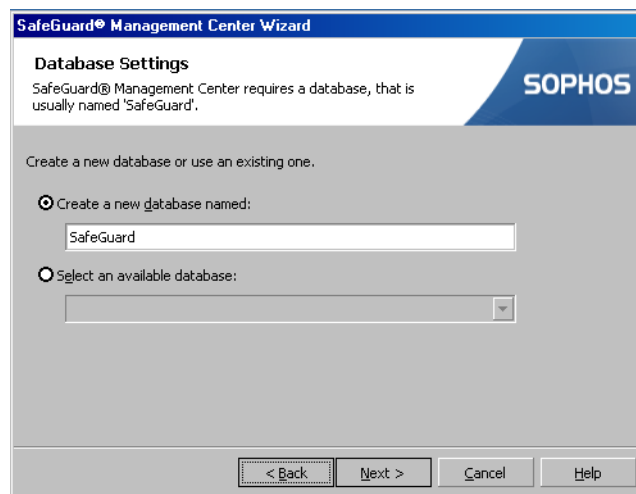 SafeGuard® Management Center Wizard
Database Settings
SafeGuard® Management Center requires a database, that is
usually named 'SafeGuard'.
SOPHOS
Create a new database or use an existing one.
Create a new database named:
SafeGuard
Select an available database:
< Back
Next >
Cancel
Help